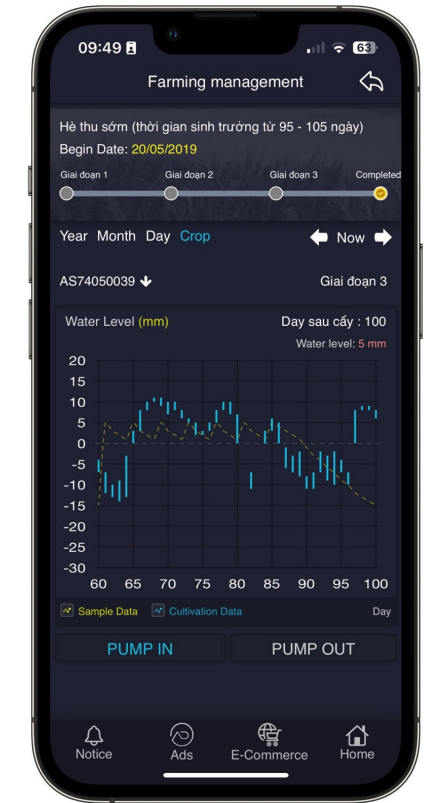 09:49 63
Farming management
Hè thu sớm (thời gian sinh trưởng từ 95 - 105 ngày)
Begin Date: 20/05/2019
Giai đoạn 1 Giai đoạn 2 Giai đoạn 3 Completed
Year Month Day Crop Now
AS74050039 Giai đoạn 3
Water Level (mm) Day sau cấy : 100
Water level: 5 mm
20
15
10
5
0
-5
-10
-15
-20
-25
-30
60 65 70 75 80 85 90 95 100
Sample Data Cultivation Data Day
PUMP IN PUMP OUT
Notice Ads E-Commerce Home